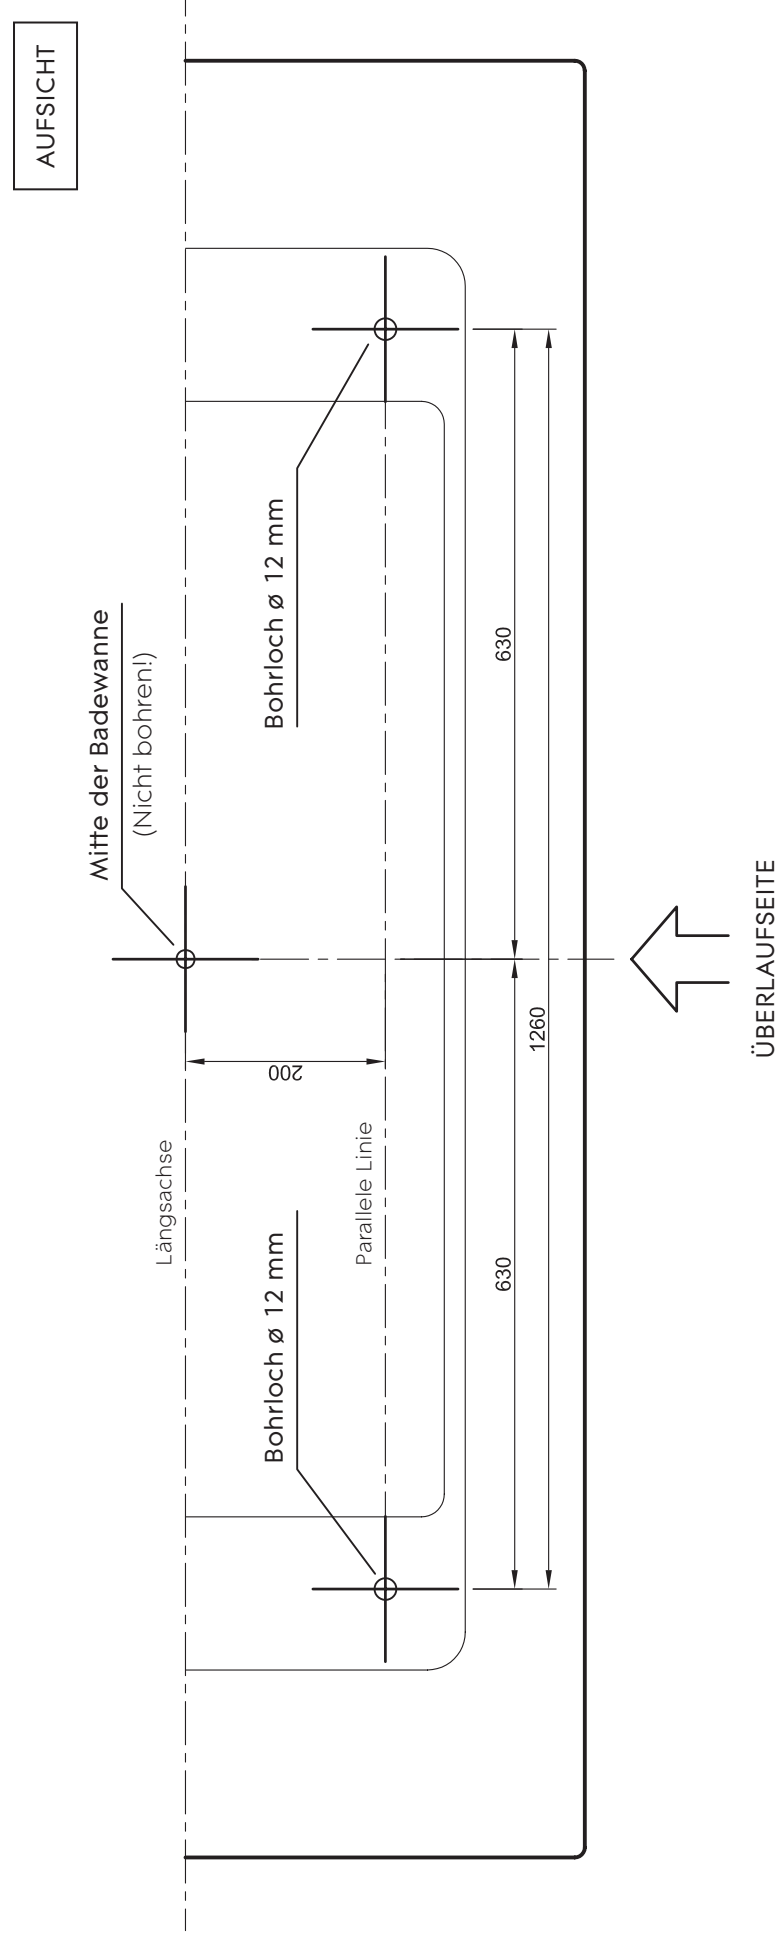 AUFSICHT
Mitte der Badewanne
(Nicht bohren!)
Längsachse
200
Bohrloch ø 12 mm
Bohrloch ø 12 mm
Parallele Linie
630
630
1260
ÜBERLAUFSEITE